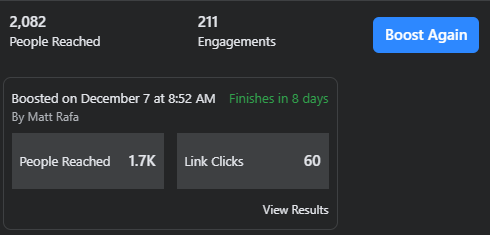 2,082 211
People Reached Engagements
Boost Again
Boosted on December 7 at 8:52 AM Finishes in 8 days
By Matt Rafa
People Reached 1.7K Link Clicks 60
View Results